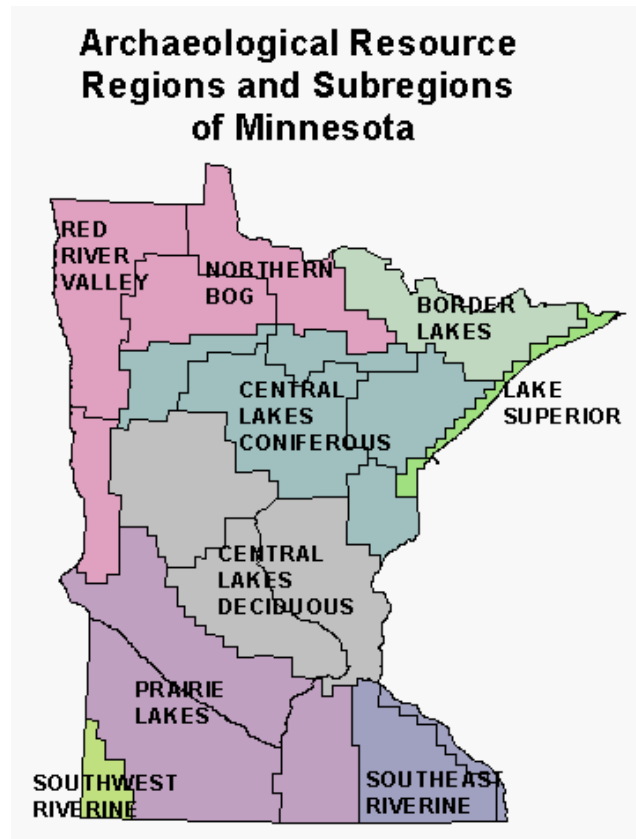 Archaeological Resource
Regions and Subregions
of Minnesota
RED
RIVER
VALLEY
NORTHERN
BOG
BORDER
LAKES
CENTRAL
LAKES
CONIFEROUS
LAKE
SUPERIOR
CENTRAL
LAKES
DECIDUOUS
PRAIRIE
LAKES
SOUTHWEST
RIVERINE
SOUTHEAST
RIVERINE